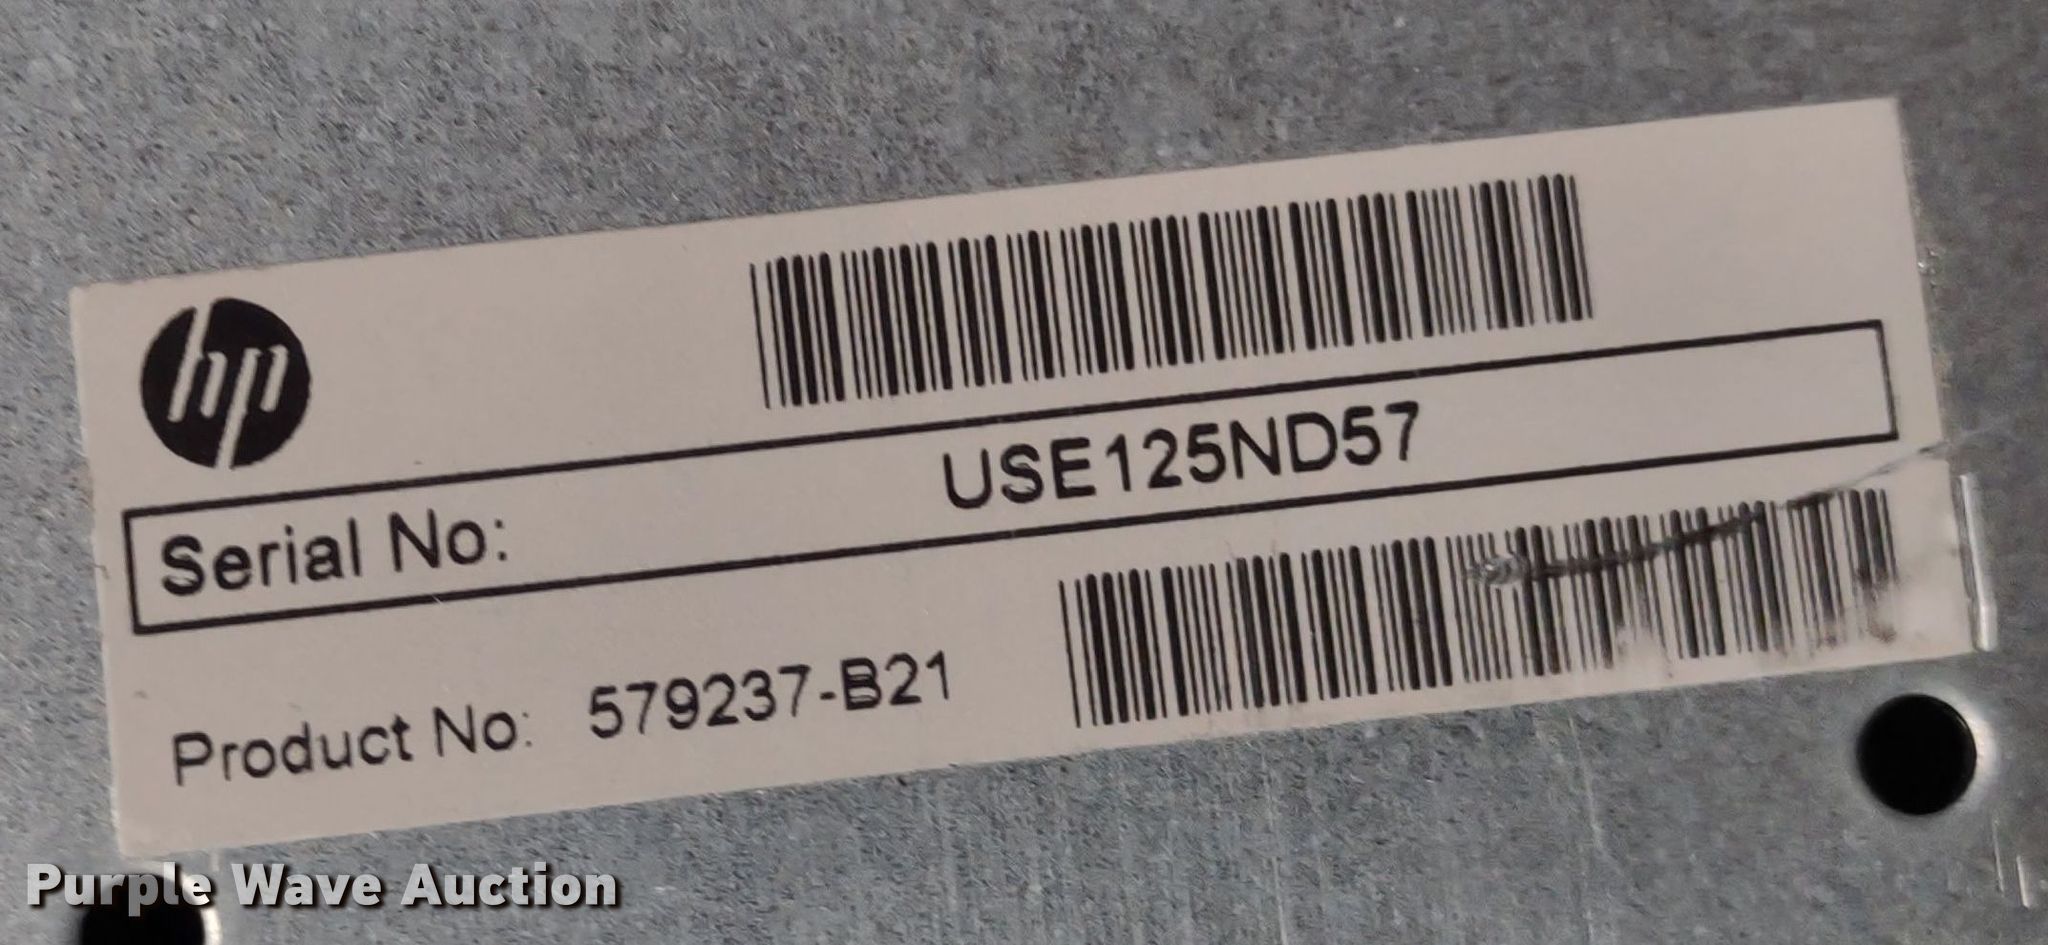 hp
USE125ND57
Serial No:
Product No: 579237-B21
Purple Wave Auction